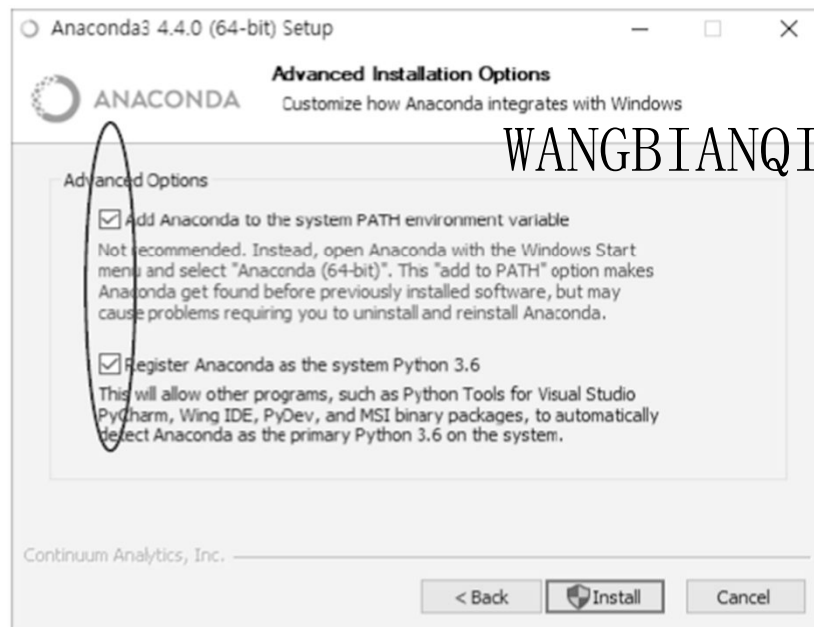 Anaconda3 4.4.0 (64-bit) Setup
ANACONDA
Advanced Installation Options
Customize how Anaconda integrates with Windows
WANGBIANQI
Advanced Options
Add Anaconda to the system PATH environment variable
Not recommended. Instead, open Anaconda with the Windows Start
menu and select "Anaconda (64-bit)". This "add to PATH" option makes
Anaconda get found before previously installed software, but may
cause problems requiring you to uninstall and reinstall Anaconda.
Register Anaconda as the system Python 3.6
This will allow other programs, such as Python Tools for Visual Studio
PyCharm, Wing IDE, PyDev, and MSI binary packages, to automatically
detect Anaconda as the primary Python 3.6 on the system.
Continuum Analytics, Inc.
< Back
Install
Cancel